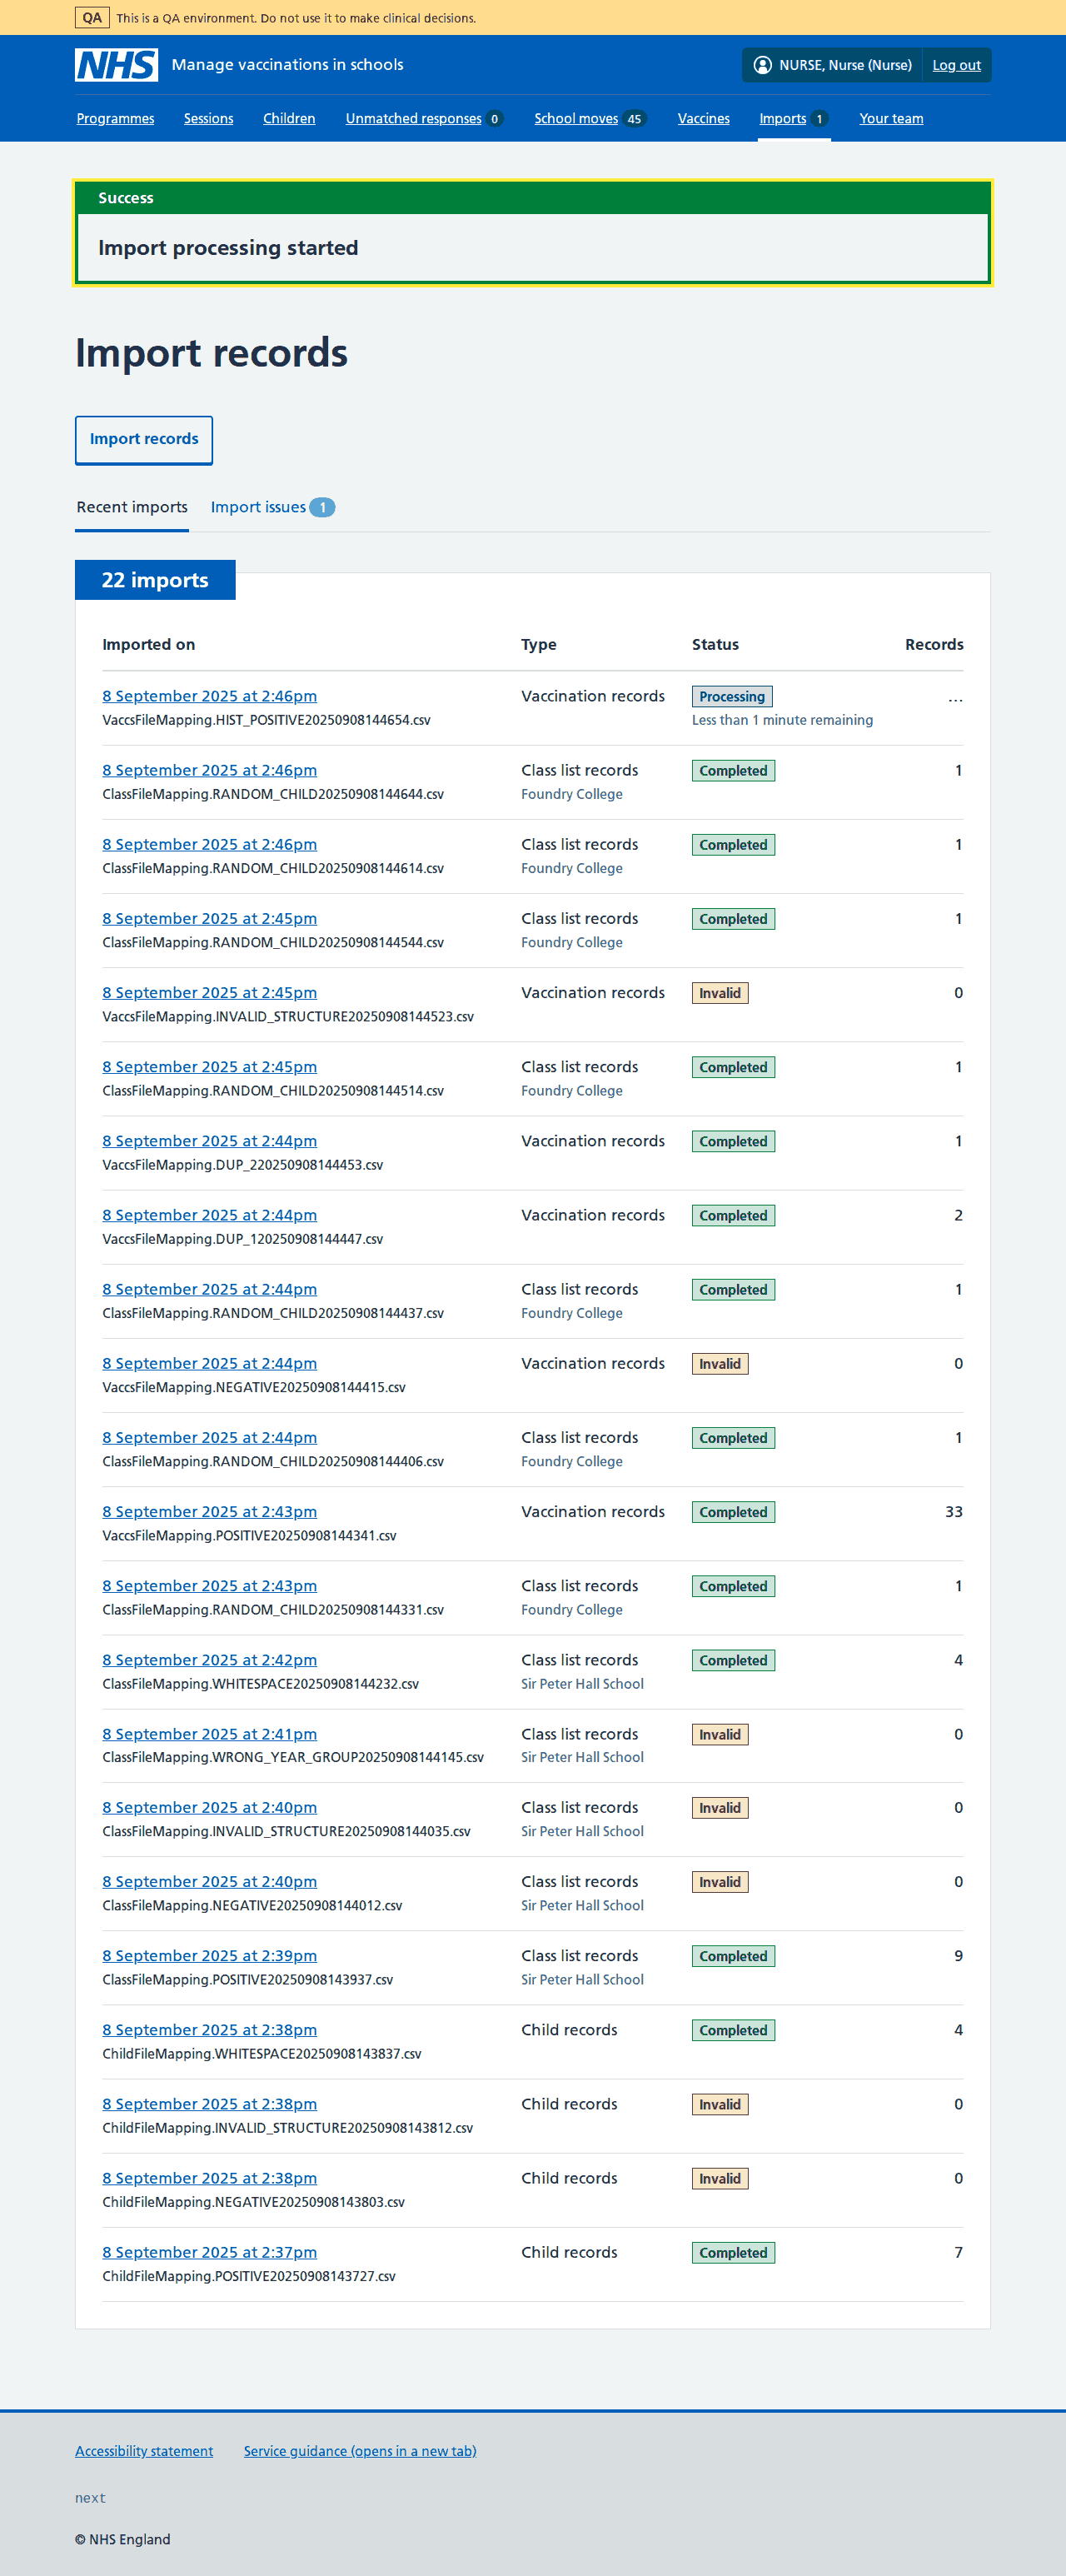 QA This is a QA environment. Do not use it to make clinical decisions.
NHS Manage vaccinations in schools NURSE, Nurse (Nurse) Log out
Programmes Sessions Children Unmatched responses 0 School moves 45 Vaccines Imports 1 Your team
Success
Import processing started
Import records
Import records
Recent imports Import issues 1
22 imports
Imported on Type Status Records
8 September 2025 at 2:46pm Vaccination records Processing ...
VaccsFileMapping.HIST_POSITIVE20250908144654.csv Less than 1 minute remaining
8 September 2025 at 2:46pm Class list records Completed 1
ClassFileMapping.RANDOM_CHILD20250908144644.csv Foundry College
8 September 2025 at 2:46pm Class list records Completed 1
ClassFileMapping.RANDOM_CHILD20250908144614.csv Foundry College
8 September 2025 at 2:45pm Class list records Completed 1
ClassFileMapping.RANDOM_CHILD20250908144544.csv Foundry College
8 September 2025 at 2:45pm Vaccination records Invalid 0
VaccsFileMapping.INVALID_STRUCTURE20250908144523.csv
8 September 2025 at 2:45pm Class list records Completed 1
ClassFileMapping.RANDOM_CHILD20250908144514.csv Foundry College
8 September 2025 at 2:44pm Vaccination records Completed 1
VaccsFileMapping.DUP_220250908144453.csv
8 September 2025 at 2:44pm Vaccination records Completed 2
VaccsFileMapping.DUP_120250908144447.csv
8 September 2025 at 2:44pm Class list records Completed 1
ClassFileMapping.RANDOM_CHILD20250908144437.csv Foundry College
8 September 2025 at 2:44pm Vaccination records Invalid 0
VaccsFileMapping.NEGATIVE20250908144415.csv
8 September 2025 at 2:44pm Class list records Completed 1
ClassFileMapping.RANDOM_CHILD20250908144406.csv Foundry College
8 September 2025 at 2:43pm Vaccination records Completed 33
VaccsFileMapping.POSITIVE20250908144341.csv
8 September 2025 at 2:43pm Class list records Completed 1
ClassFileMapping.RANDOM_CHILD20250908144331.csv Foundry College
8 September 2025 at 2:42pm Class list records Completed 4
ClassFileMapping.WHITESPACE20250908144232.csv Sir Peter Hall School
8 September 2025 at 2:41pm Class list records Invalid 0
ClassFileMapping.WRONG_YEAR_GROUP20250908144145.csv Sir Peter Hall School
8 September 2025 at 2:40pm Class list records Invalid 0
ClassFileMapping.INVALID_STRUCTURE20250908144035.csv Sir Peter Hall School
8 September 2025 at 2:40pm Class list records Invalid 0
ClassFileMapping.NEGATIVE20250908144012.csv Sir Peter Hall School
8 September 2025 at 2:39pm Class list records Completed 9
ClassFileMapping.POSITIVE20250908143937.csv Sir Peter Hall School
8 September 2025 at 2:38pm Child records Completed 4
ChildFileMapping.WHITESPACE20250908143837.csv
8 September 2025 at 2:38pm Child records Invalid 0
ChildFileMapping.INVALID_STRUCTURE20250908143812.csv
8 September 2025 at 2:38pm Child records Invalid 0
ChildFileMapping.NEGATIVE20250908143803.csv
8 September 2025 at 2:37pm Child records Completed 7
ChildFileMapping.POSITIVE20250908143727.csv
Accessibility statement Service guidance (opens in a new tab)
next
© NHS England